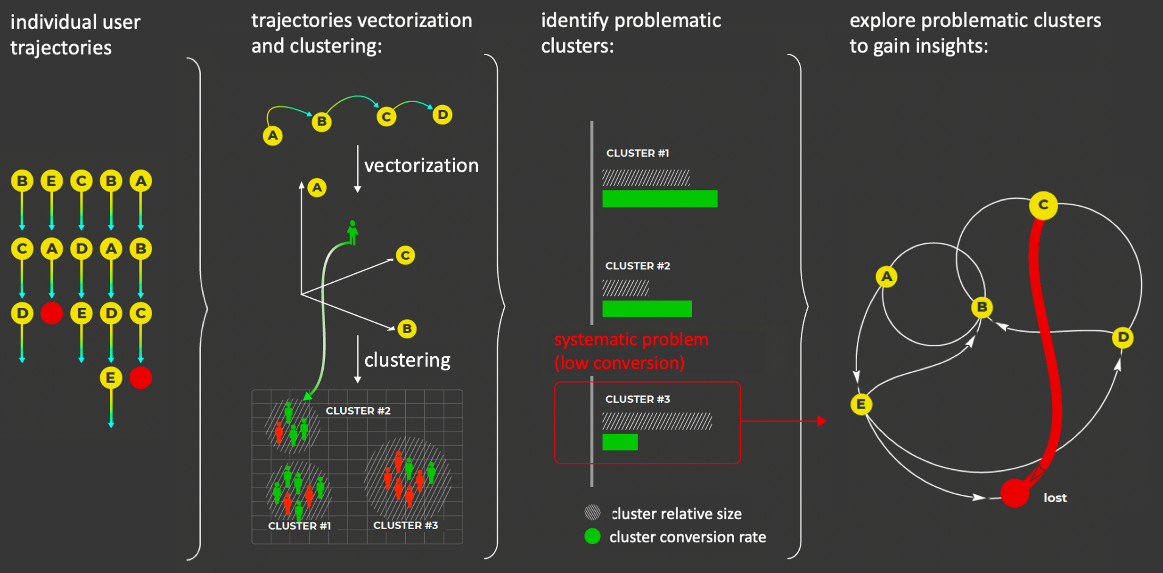 individual user
trajectories
trajectories vectorization
and clustering:
identify problematic
clusters:
explore problematic clusters
to gain insights:
B E C B A
C A D A B
D E D C
E
A B C D
vectorization
A
C
B
clustering
CLUSTER #2
CLUSTER #1
CLUSTER #3
CLUSTER #1
CLUSTER #2
systematic problem
(low conversion)
CLUSTER #3
cluster relative size
cluster conversion rate
C
A
B
D
E
lost